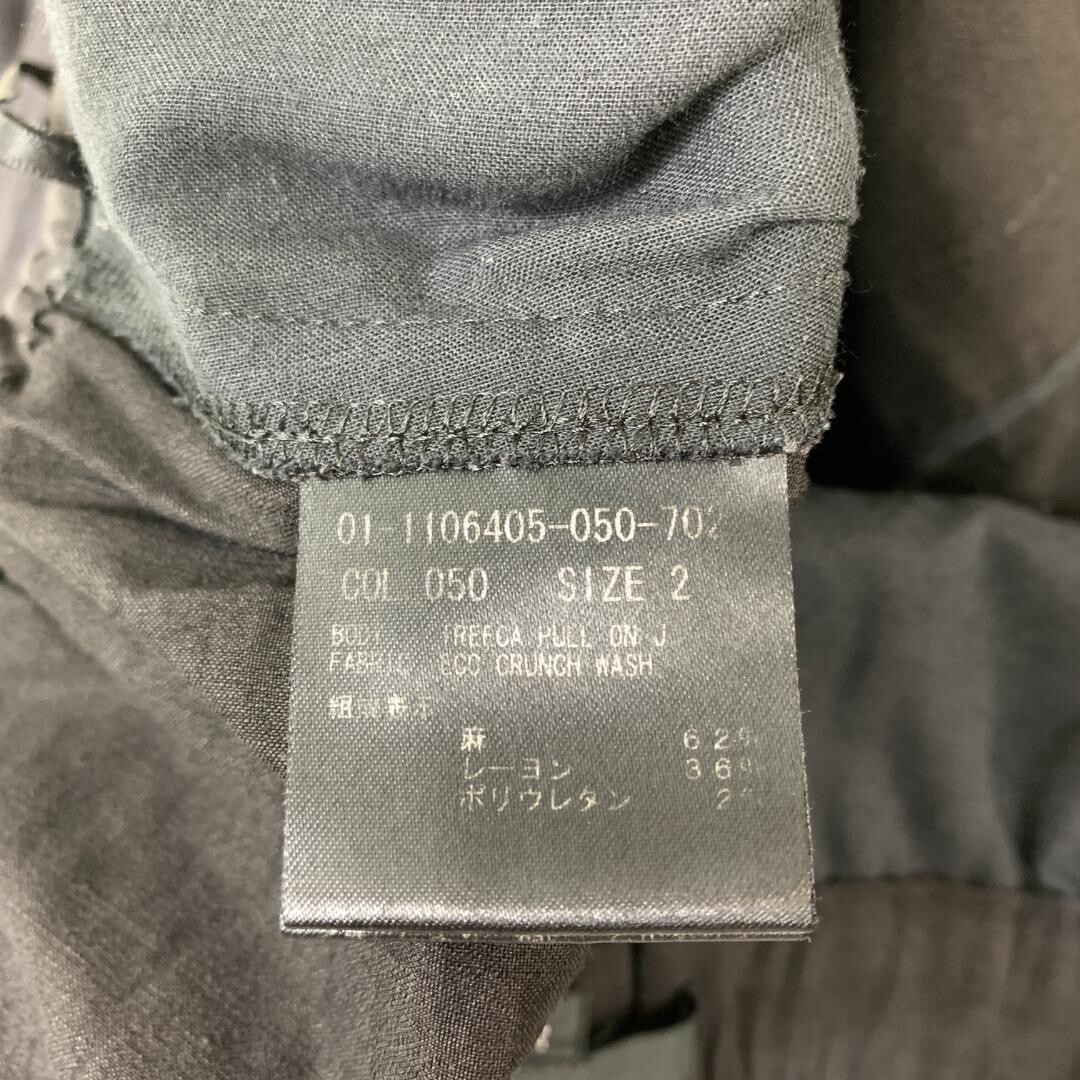 01-1106405-050-702
COL 050 SIZE 2
BODY TREFCA PULL ON J
FABRIC ECO CRUNCH WASH
組成表示
麻 62%
レーヨン 36%
ポリウレタン 2%